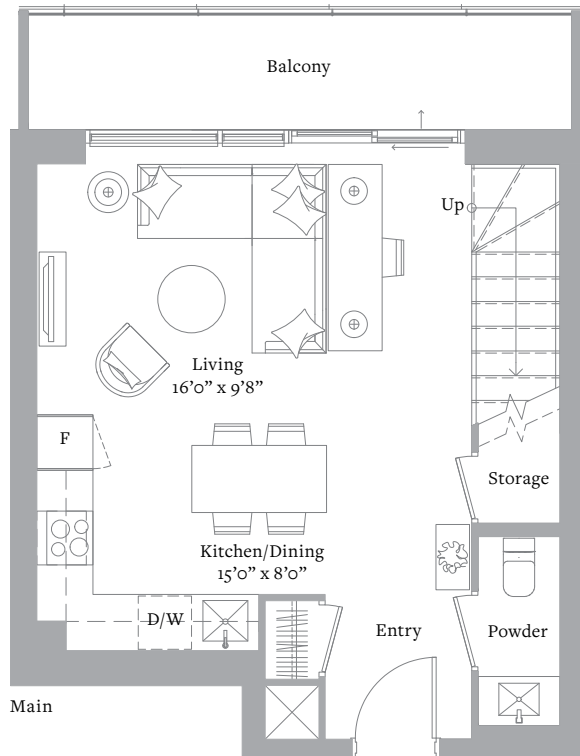 Balcony
Up
Living
16'0" x 9'8"
F
Storage
Kitchen/Dining
15'0" x 8'0"
D/W
Entry
Powder
Main